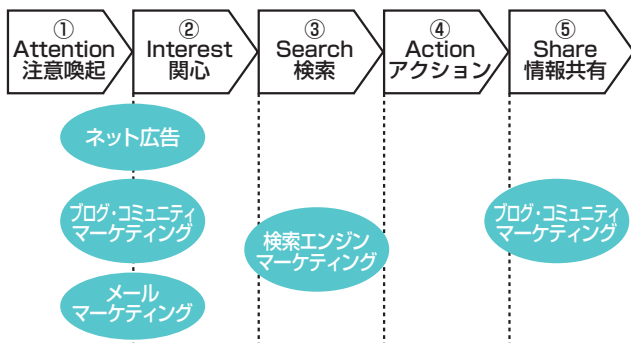 ①
Attention
注意喚起
②
Interest
関心
③
Search
検索
④
Action
アクション
⑤
Share
情報共有
ネット広告
ブログ・コミュニティ
マーケティング
メール
マーケティング
検索エンジン
マーケティング
ブログ・コミュニティ
マーケティング